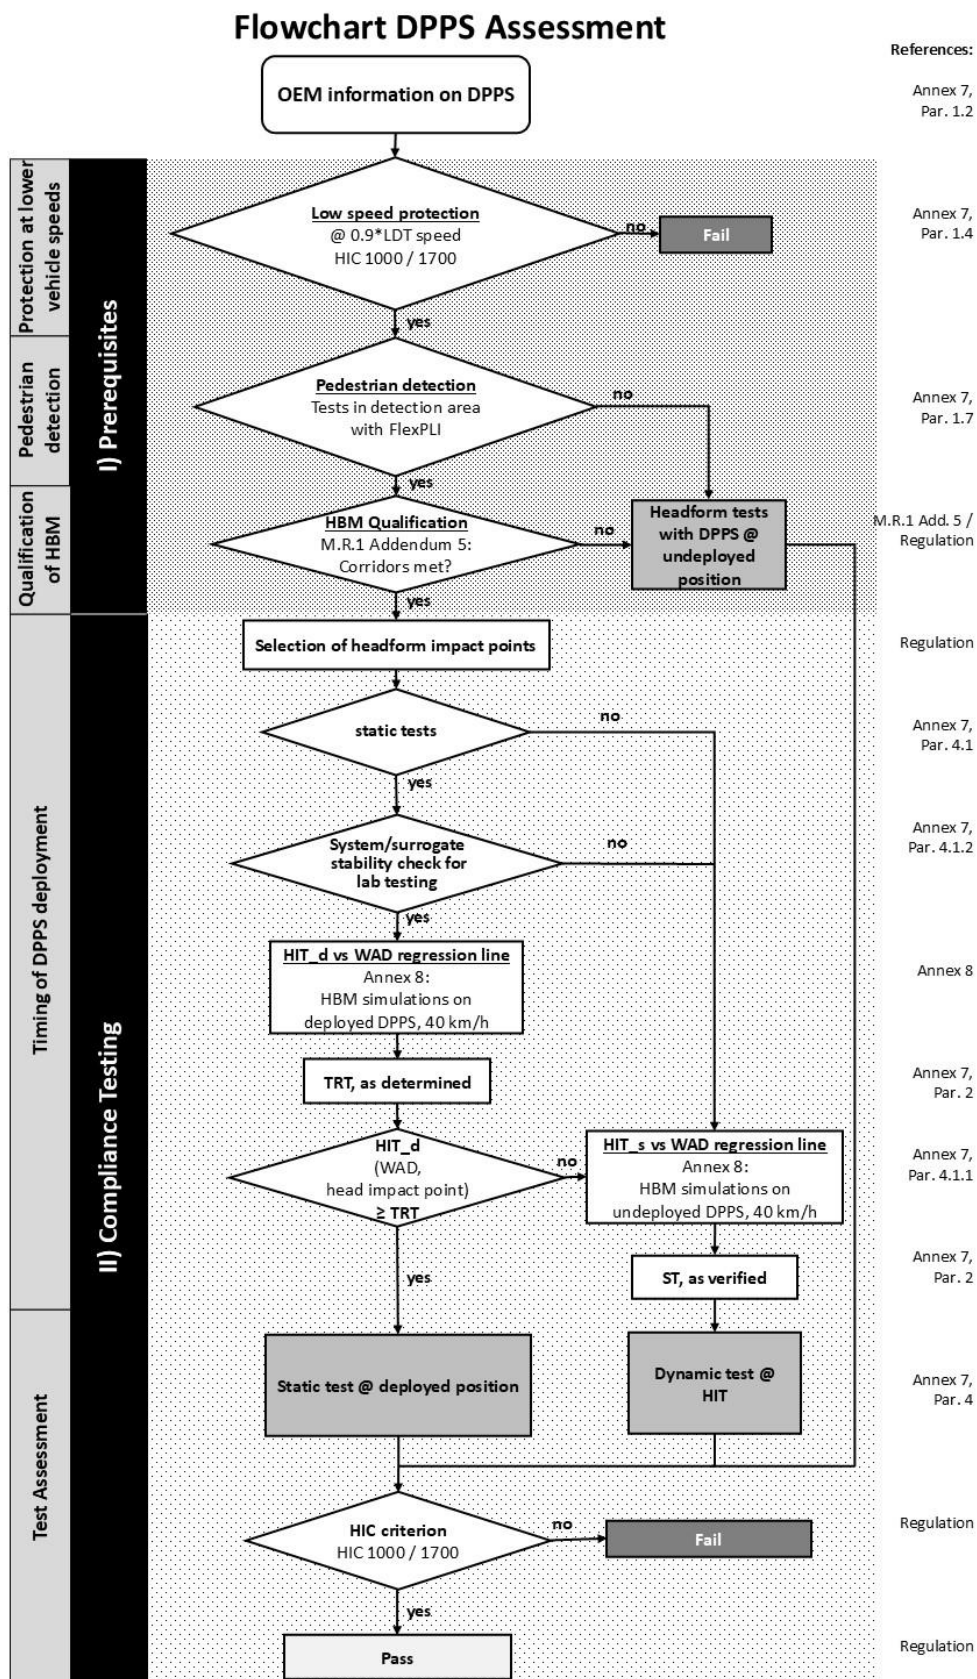 Flowchart DPPS Assessment
References:
OEM information on DPPS
Annex 7,
Par. 1.2
Protection at lower
vehicle speeds
I) Prerequisites
Low speed protection
@ 0.9*LDT speed
HIC 1000 / 1700
no
Fail
Annex 7,
Par. 1.4
yes
Pedestrian
detection
Pedestrian detection
Tests in detection area
with FlexPLI
no
Annex 7,
Par. 1.7
yes
Qualification
of HBM
HBM Qualification
M.R.1 Addendum 5:
Corridors met?
no
Headform tests
with DPPS @
undeployed
position
M.R.1 Add. 5 /
Regulation
yes
Timing of DPPS deployment
II) Compliance Testing
Selection of headform impact points
Regulation
static tests
no
Annex 7,
Par. 4.1
yes
System/surrogate
stability check for
lab testing
no
Annex 7,
Par. 4.1.2
yes
HIT_d vs WAD regression line
Annex 8:
HBM simulations on
deployed DPPS, 40 km/h
Annex 8
TRT, as determined
Annex 7,
Par. 2
HIT_d
(WAD,
head impact point)
≥ TRT
no
HIT_s vs WAD regression line
Annex 8:
HBM simulations on
undeployed DPPS, 40 km/h
Annex 7,
Par. 4.1.1
yes
ST, as verified
Annex 7,
Par. 2
Test Assessment
Static test @ deployed position
Dynamic test @
HIT
Annex 7,
Par. 4
HIC criterion
HIC 1000 / 1700
no
Fail
Regulation
yes
Pass
Regulation